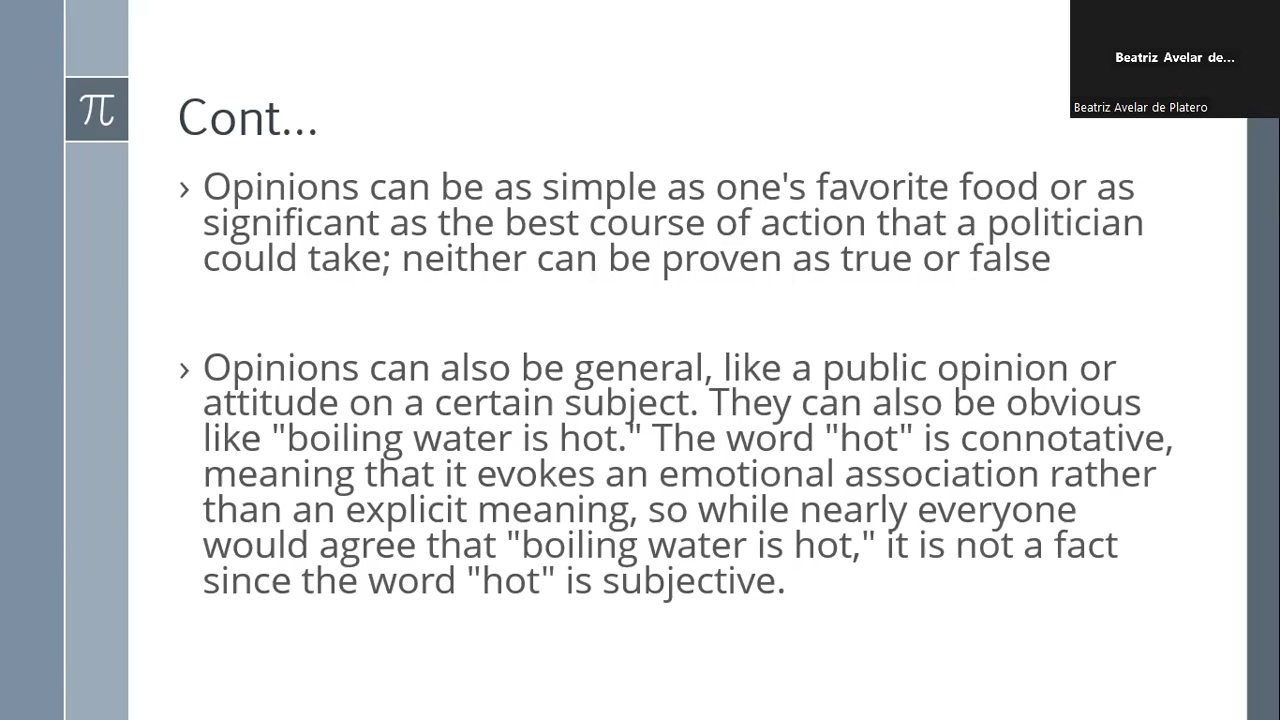 Beatriz Avelar de...
Beatriz Avelar de Platero
π
Cont...
› Opinions can be as simple as one's favorite food or as
significant as the best course of action that a politician
could take; neither can be proven as true or false
› Opinions can also be general, like a public opinion or
attitude on a certain subject. They can also be obvious
like "boiling water is hot." The word "hot" is connotative,
meaning that it evokes an emotional association rather
than an explicit meaning, so while nearly everyone
would agree that "boiling water is hot," it is not a fact
since the word "hot" is subjective.